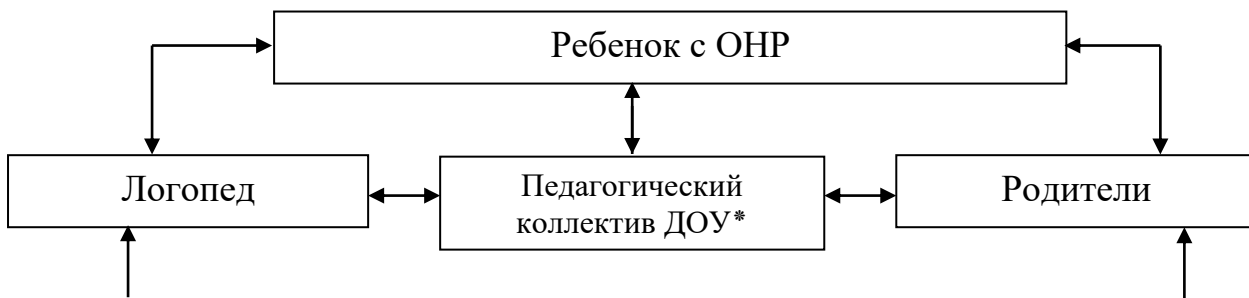 Ребенок с ОНР
Логопед
Педагогический
коллектив ДОУ*
Родители